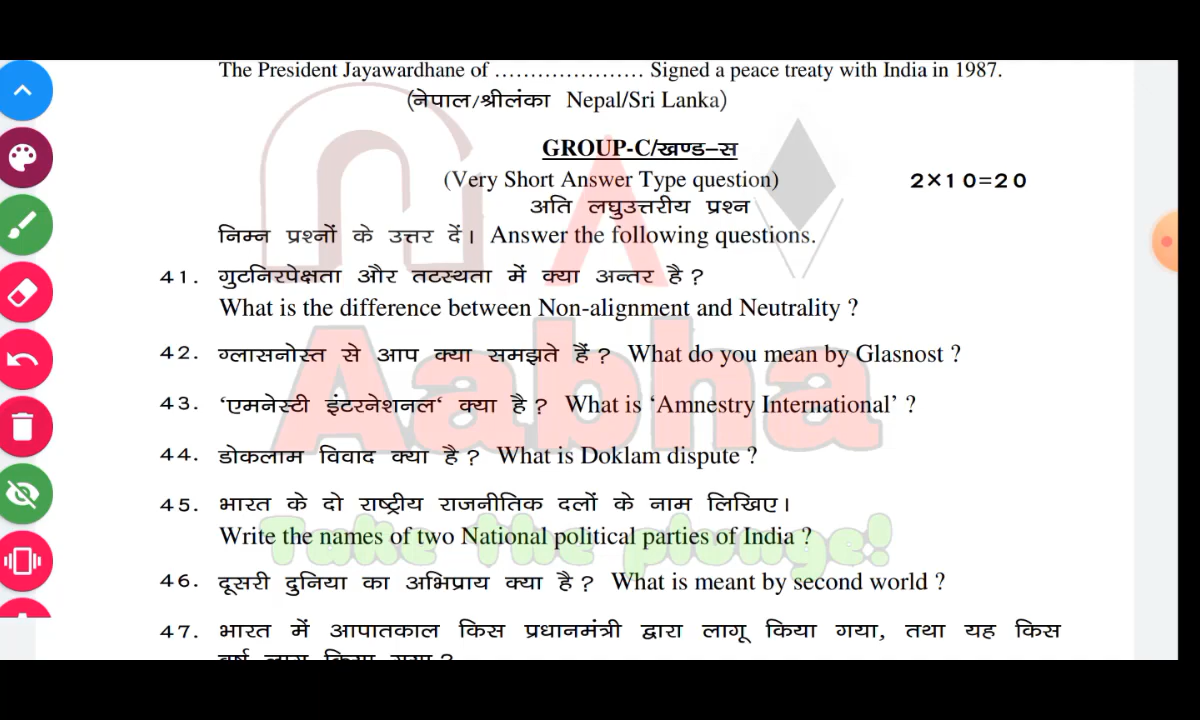 The President Jayawardhane of ..................... Signed a peace treaty with India in 1987.
(नेपाल/श्रीलंका Nepal/Sri Lanka)
GROUP-C/खण्ड–स
(Very Short Answer Type question) 2×10=20
अति लघुउत्तरीय प्रश्न
निम्न प्रश्नों के उत्तर दें। Answer the following questions.
41. गुटनिरपेक्षता और तटस्थता में क्या अन्तर है ?
What is the difference between Non-alignment and Neutrality ?
42. ग्लासनोस्त से आप क्या समझते हैं ? What do you mean by Glasnost ?
Aabha
43. ‘एमनेस्टी इंटरनेशनल‘ क्या है ? What is ‘Amnestry International’ ?
44. डोकलाम विवाद क्या है ? What is Doklam dispute ?
45. भारत के दो राष्ट्रीय राजनीतिक दलों के नाम लिखिए।
Take the plunge!
Write the names of two National political parties of India ?
46. दूसरी दुनिया का अभिप्राय क्या है ? What is meant by second world ?
47. भारत में आपातकाल किस प्रधानमंत्री द्वारा लागू किया गया, तथा यह किस
वर्ष लागू किया गया ?